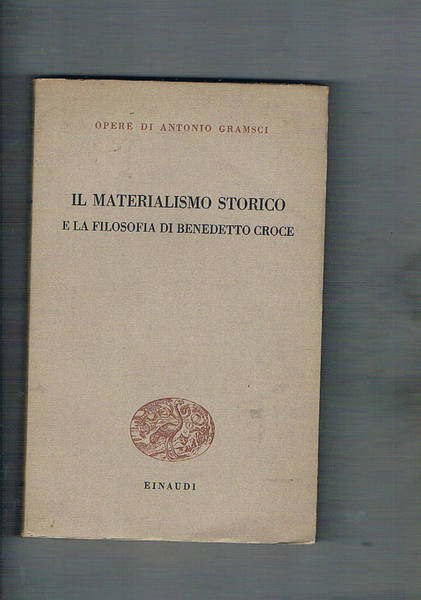 OPERE DI ANTONIO GRAMSCI
IL MATERIALISMO STORICO
E LA FILOSOFIA DI BENEDETTO CROCE
EINAUDI